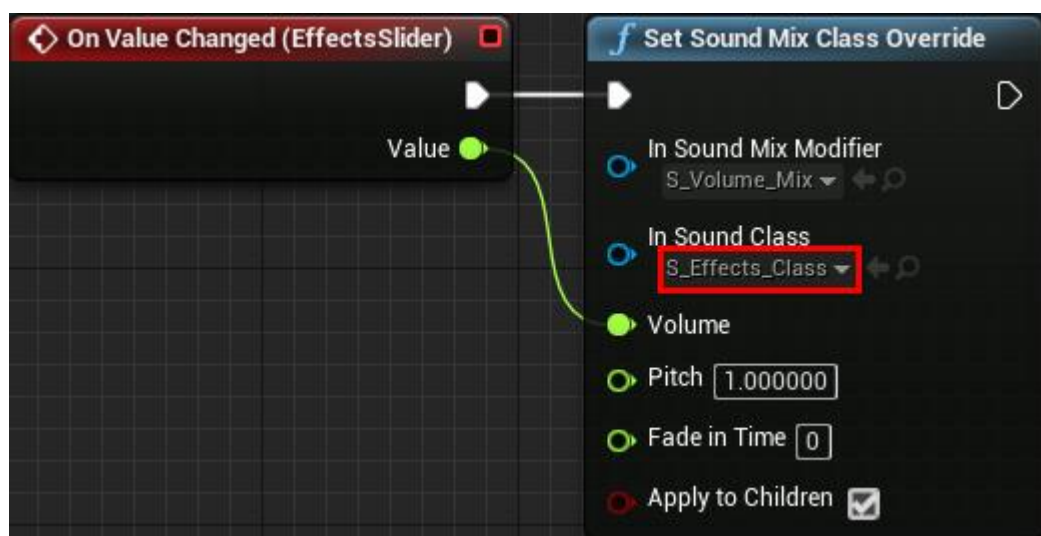 On Value Changed (EffectsSlider)
Value
f Set Sound Mix Class Override
In Sound Mix Modifier
S_Volume_Mix
In Sound Class
S_Effects_Class
Volume
Pitch 1.000000
Fade in Time 0
Apply to Children